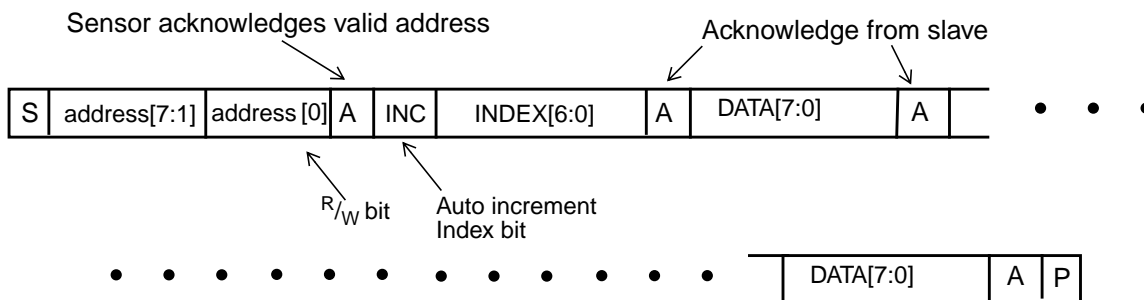 Sensor acknowledges valid address
Acknowledge from slave
S address[7:1] address [0] A INC INDEX[6:0] A DATA[7:0] A
R/W bit
Auto increment
Index bit
DATA[7:0] A P